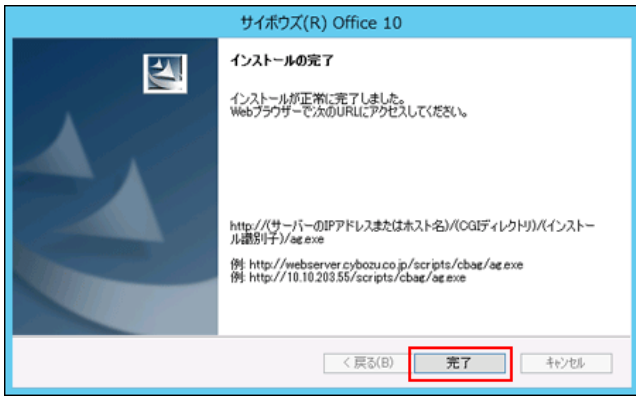 サイボウズ(R) Office 10
インストールの完了
インストールが正常に完了しました。
Webブラウザーで次のURLにアクセスしてください。
http://(サーバーのIPアドレスまたはホスト名)/(CGIディレクトリ)/(インストー
ル識別子)/ag.exe
例: http://webserver.cybozu.co.jp/scripts/cbag/ag.exe
例: http://10.10.203.55/scripts/cbag/ag.exe
< 戻る(B)
完了
キャンセル